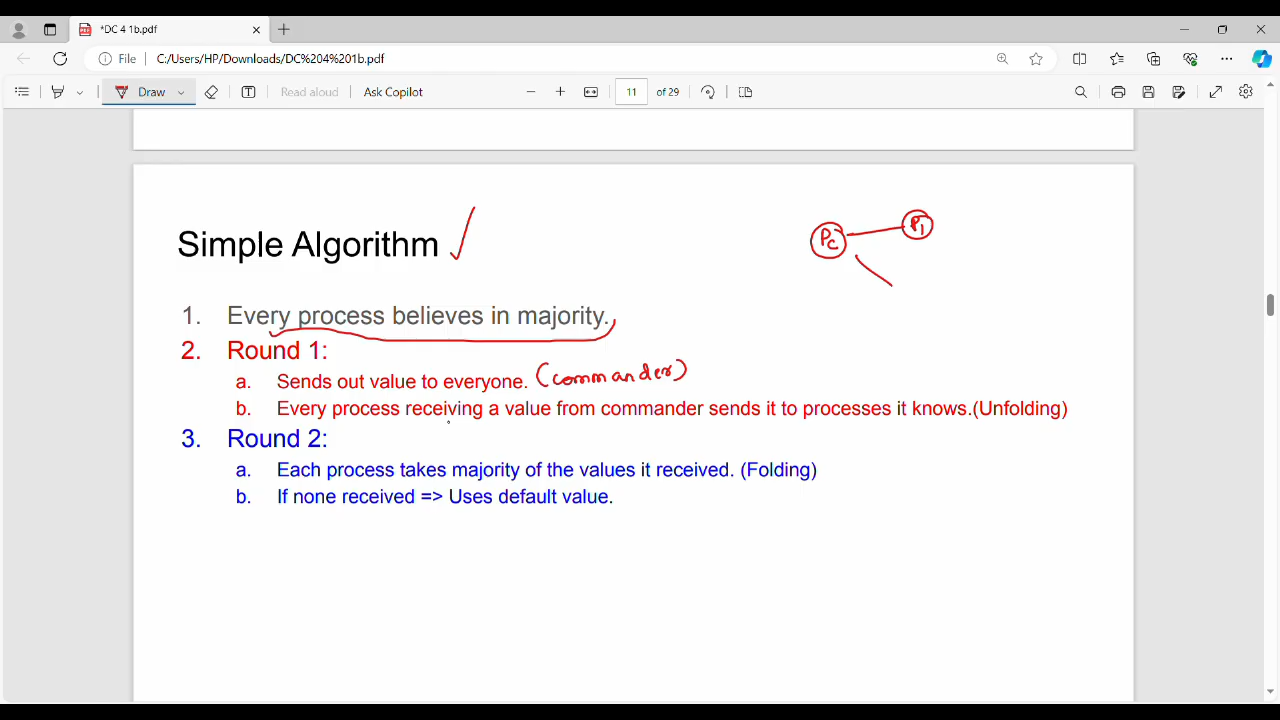 *DC 4 1b.pdf
File
C:/Users/HP/Downloads/DC%204%201b.pdf
Draw
Read aloud
Ask Copilot
11 of 29
Simple Algorithm
Pc
P1
1. Every process believes in majority.
2. Round 1:
a. Sends out value to everyone. (commander)
b. Every process receiving a value from commander sends it to processes it knows.(Unfolding)
3. Round 2:
a. Each process takes majority of the values it received. (Folding)
b. If none received => Uses default value.